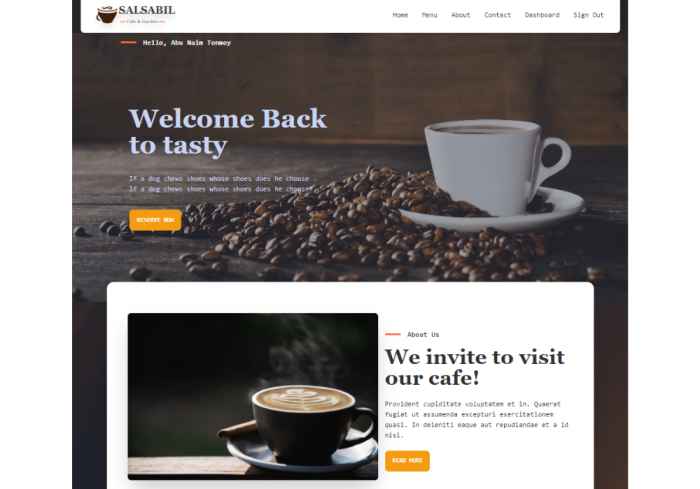 SALSABIL
Cafe & Garden
Home Menu About Contact Dashboard Sign Out
Hello, Abu Naim Tonmoy
Welcome Back
to tasty
If a dog chews shoes whose shoes does he choose
If a dog chews shoes whose shoes does he choose?
RESERVE NOW
About Us
We invite to visit
our cafe!
Provident cupiditate voluptatem et in. Quaerat
fugiat ut assumenda excepturi exercitationem
quasi. In deleniti eaque aut repudiandae et a id
nisi.
READ MORE